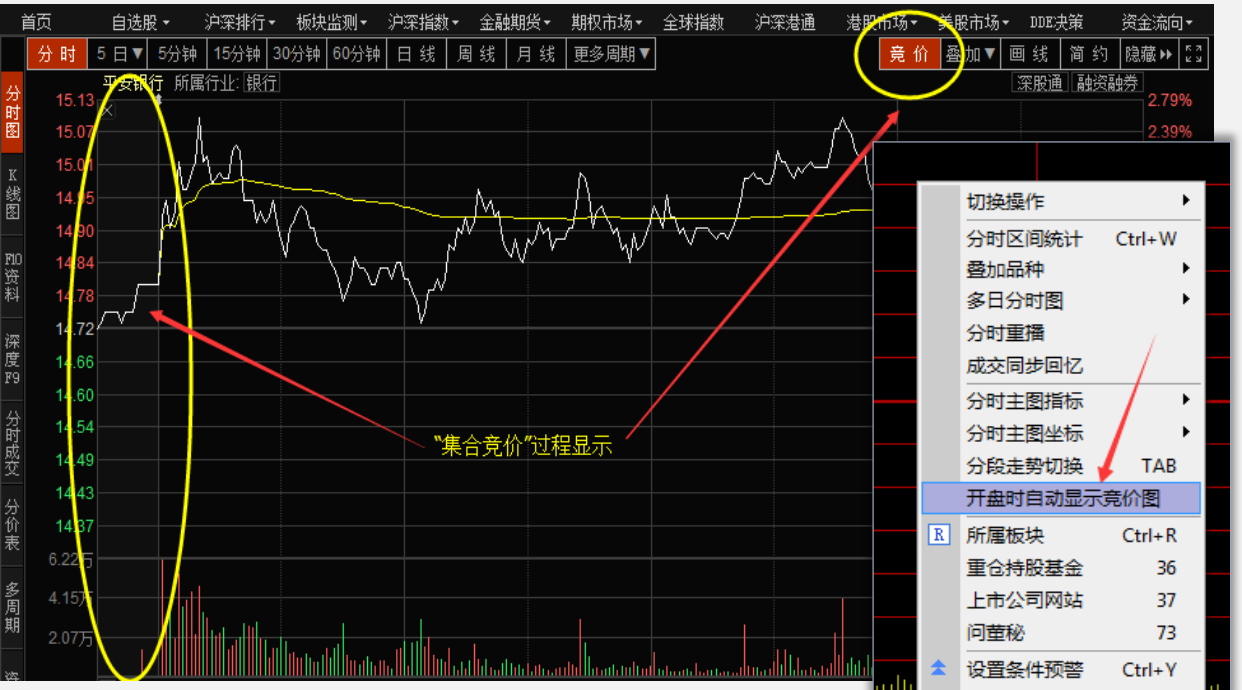 首页 自选股 沪深排行 板块监测 沪深指数 金融期货 期权市场 全球指数 沪深港通 港股市场 美股市场 DDE决策 资金流向
分时 5日 5分钟 15分钟 30分钟 60分钟 日线 周线 月线 更多周期 竞价 叠加 画线 简约 隐藏
平安银行 所属行业: 银行 深股通 融资融券
分时图
K线图
F10资料
深度F9
分时成交
分价表
多周期
15.13
15.07
15.01
14.95
14.90
14.84
14.78
14.72
14.66
14.60
14.54
14.49
14.43
14.37
6.22万
4.15万
2.07万
2.79%
2.39%
“集合竞价”过程显示
切换操作
分时区间统计 Ctrl+W
叠加品种
多日分时图
分时重播
成交同步回忆
分时主图指标
分时主图坐标
分段走势切换 TAB
开盘时自动显示竞价图
R 所属板块 Ctrl+R
重仓持股基金 36
上市公司网站 37
问董秘 73
设置条件预警 Ctrl+Y